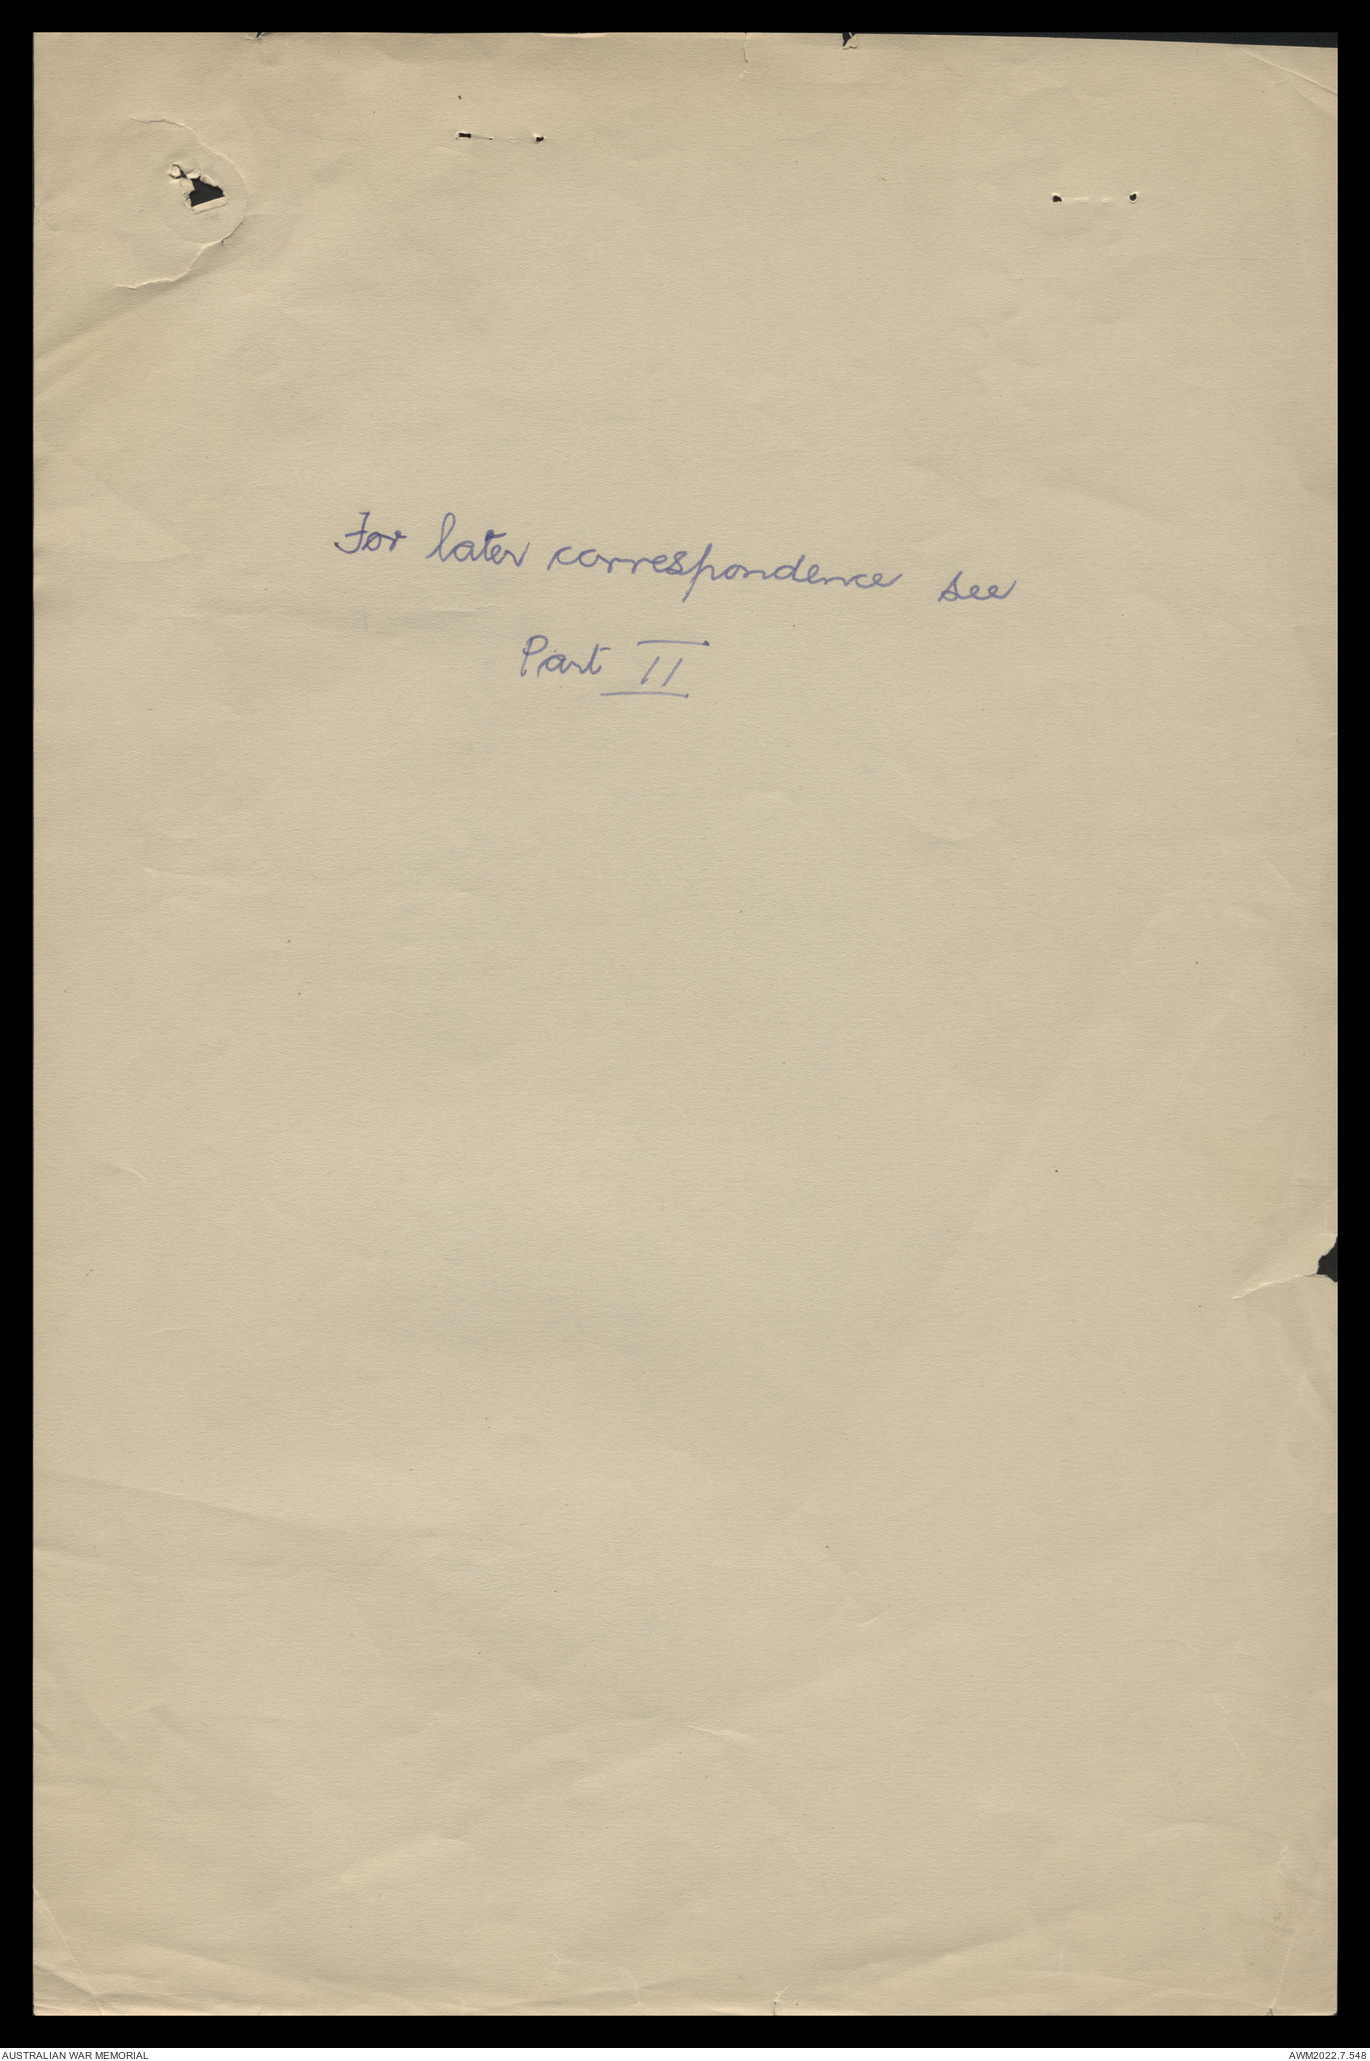 For later correspondence see
Part II
AUSTRALIAN WAR MEMORIAL
AWM2022.7.548